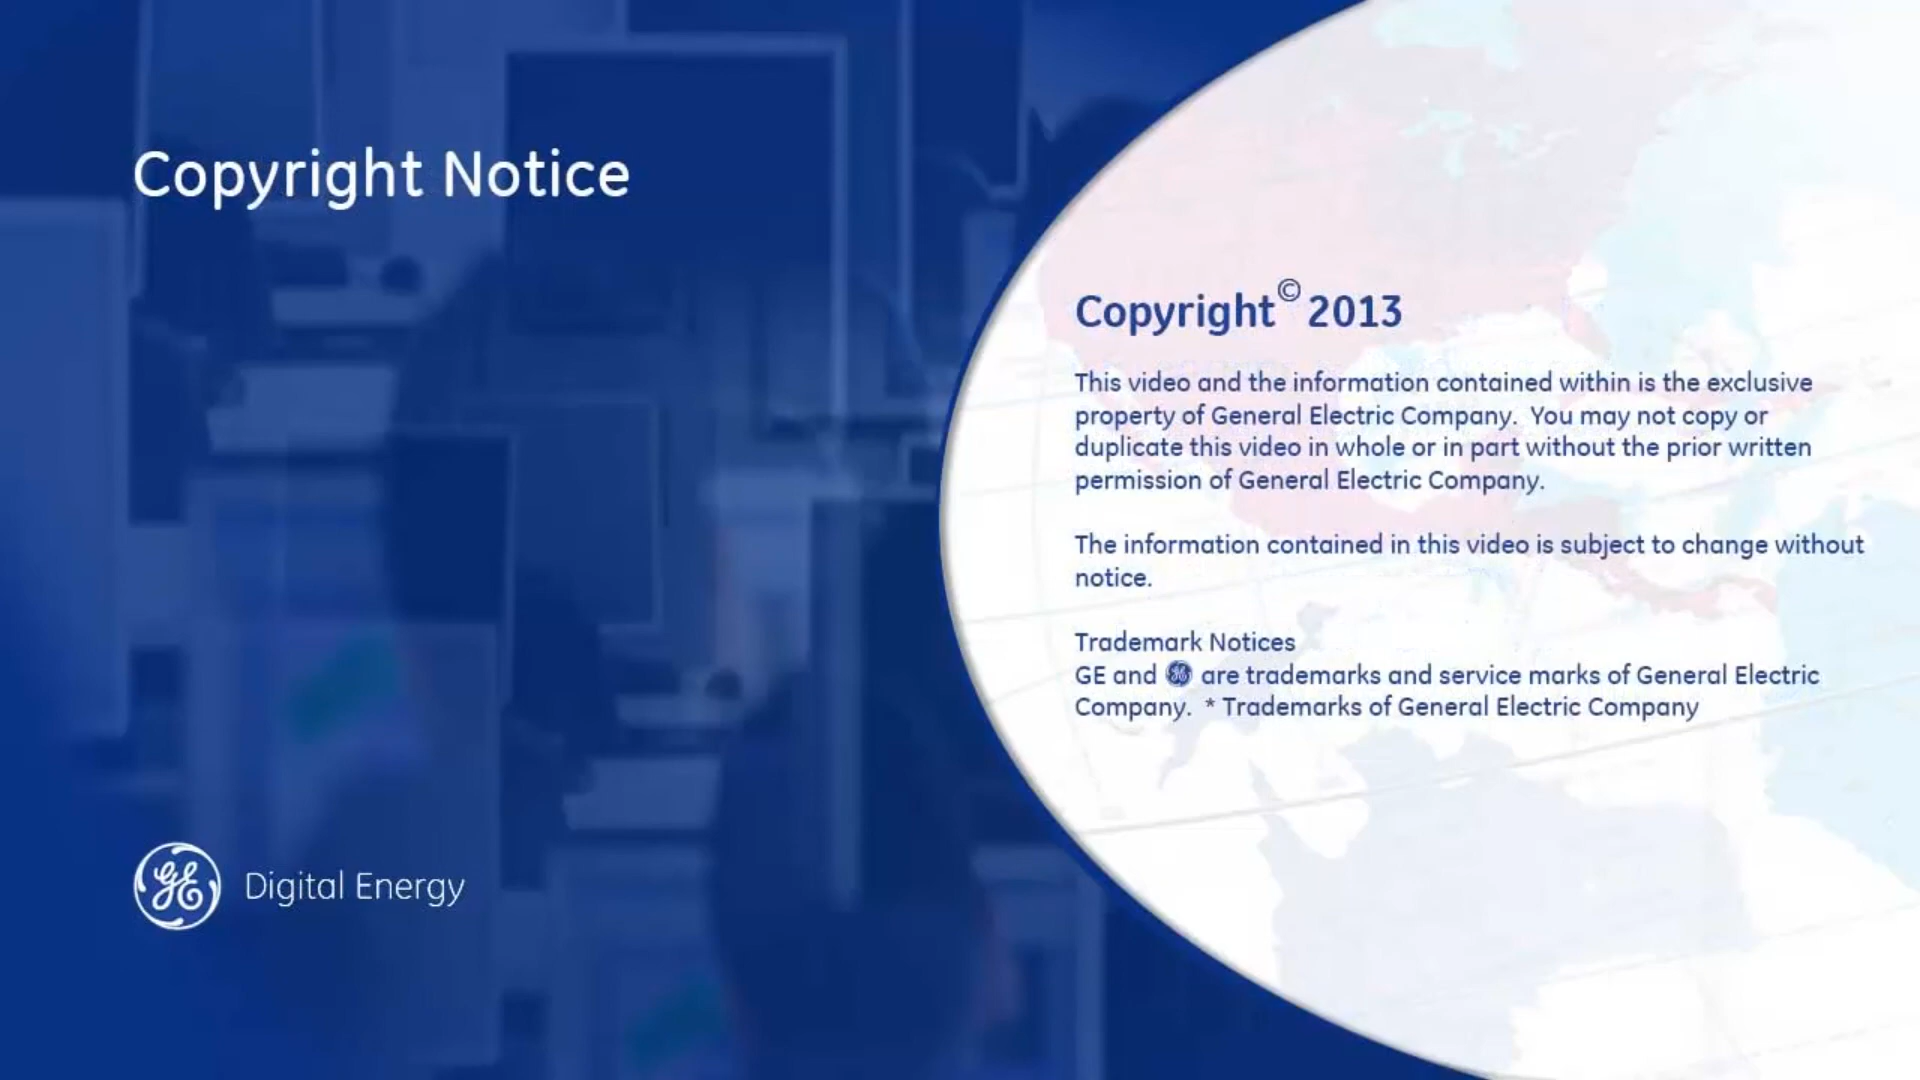 Copyright Notice
Copyright© 2013
This video and the information contained within is the exclusive
property of General Electric Company. You may not copy or
duplicate this video in whole or in part without the prior written
permission of General Electric Company.
The information contained in this video is subject to change without
notice.
Trademark Notices
GE and GE are trademarks and service marks of General Electric
Company. * Trademarks of General Electric Company
GE Digital Energy